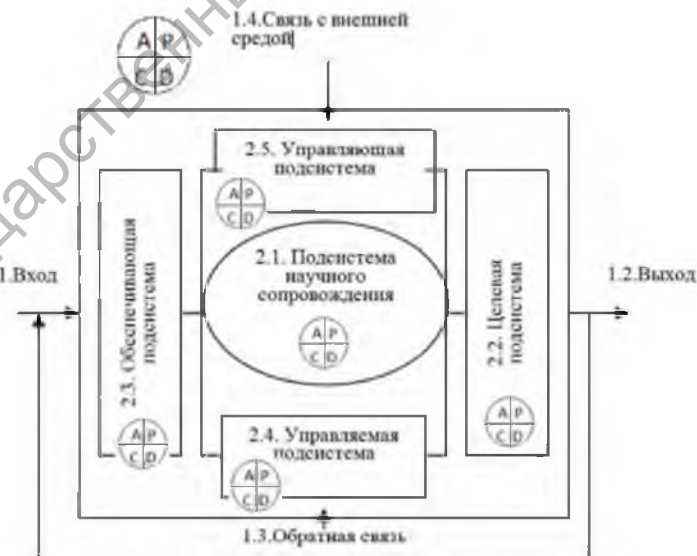 1.4.Связь с внешней
средой
A P
C D
2.5. Управляющая
подсистема
A P
C D
2.1. Подсистема
научного
сопровождения
A P
C D
1.Вход
1.2.Выход
2.3. Обеспечивающая
подсистема
A P
C D
2.2. Целевая
подсистема
A P
C D
2.4. Управляемая
подсистема
A P
C D
1.3.Обратная связь